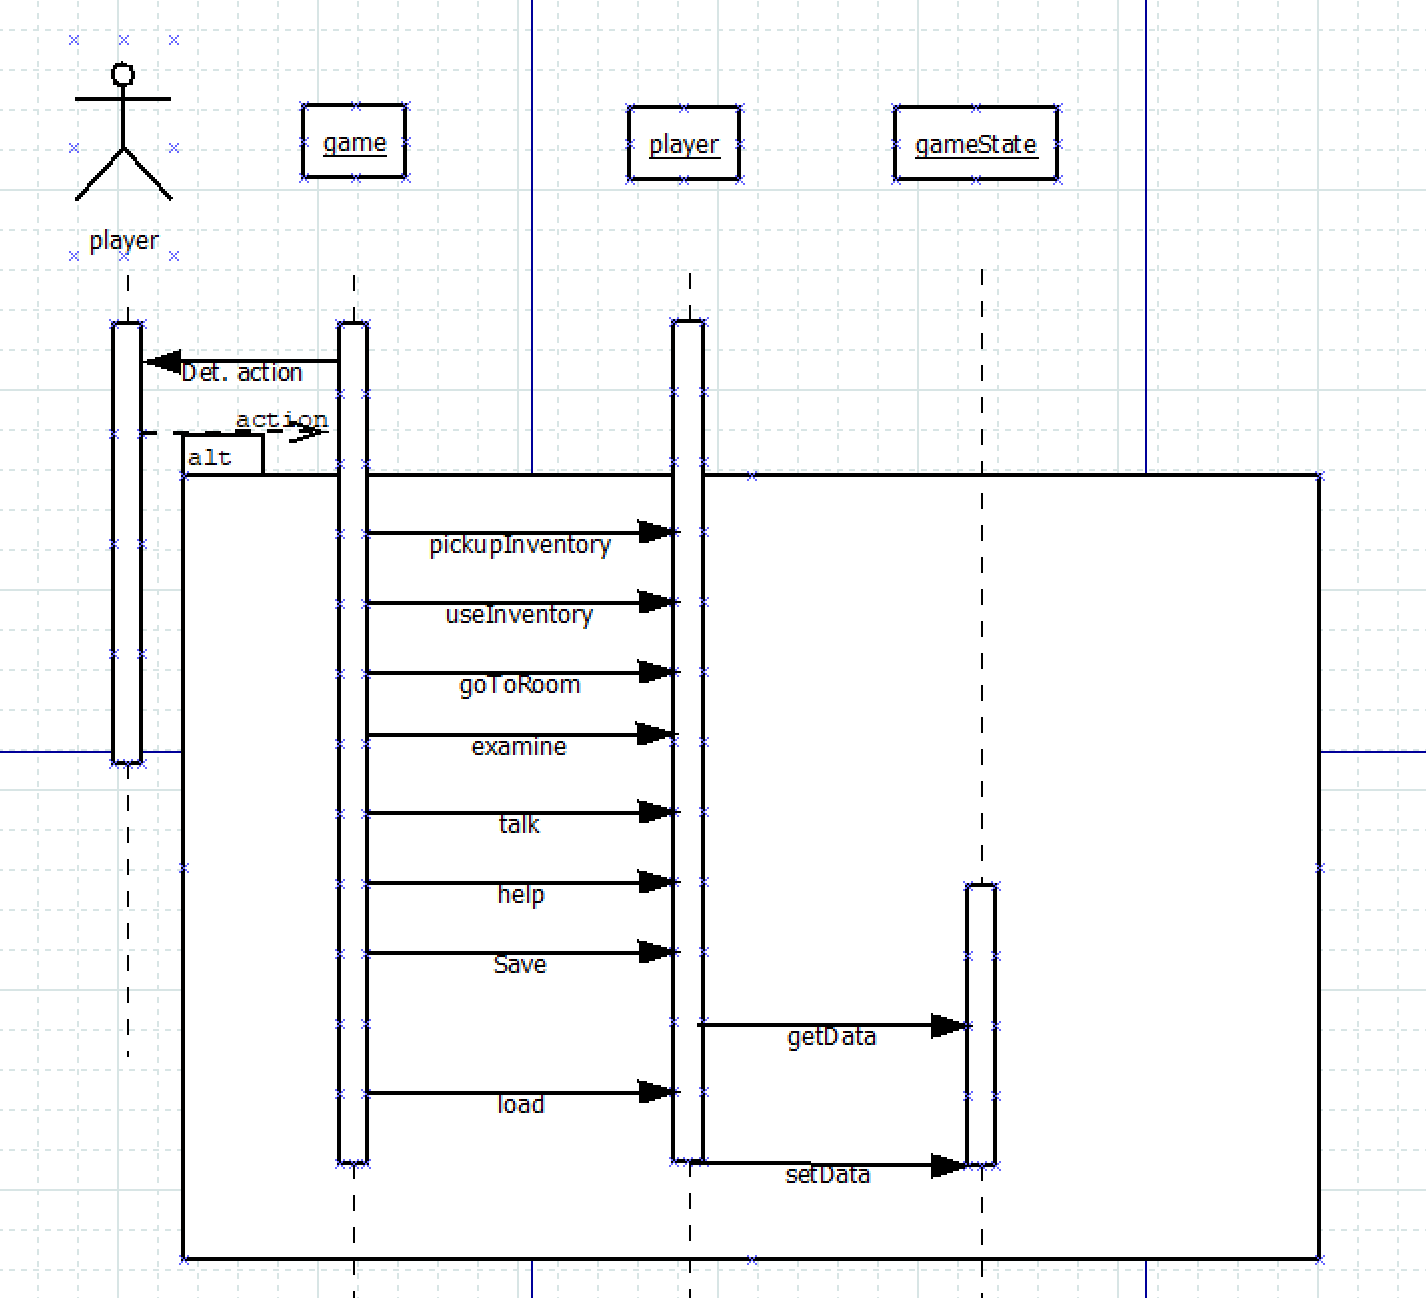 game
player
gameState
player
Det. action
action
alt
pickupInventory
useInventory
goToRoom
examine
talk
help
Save
getData
load
setData